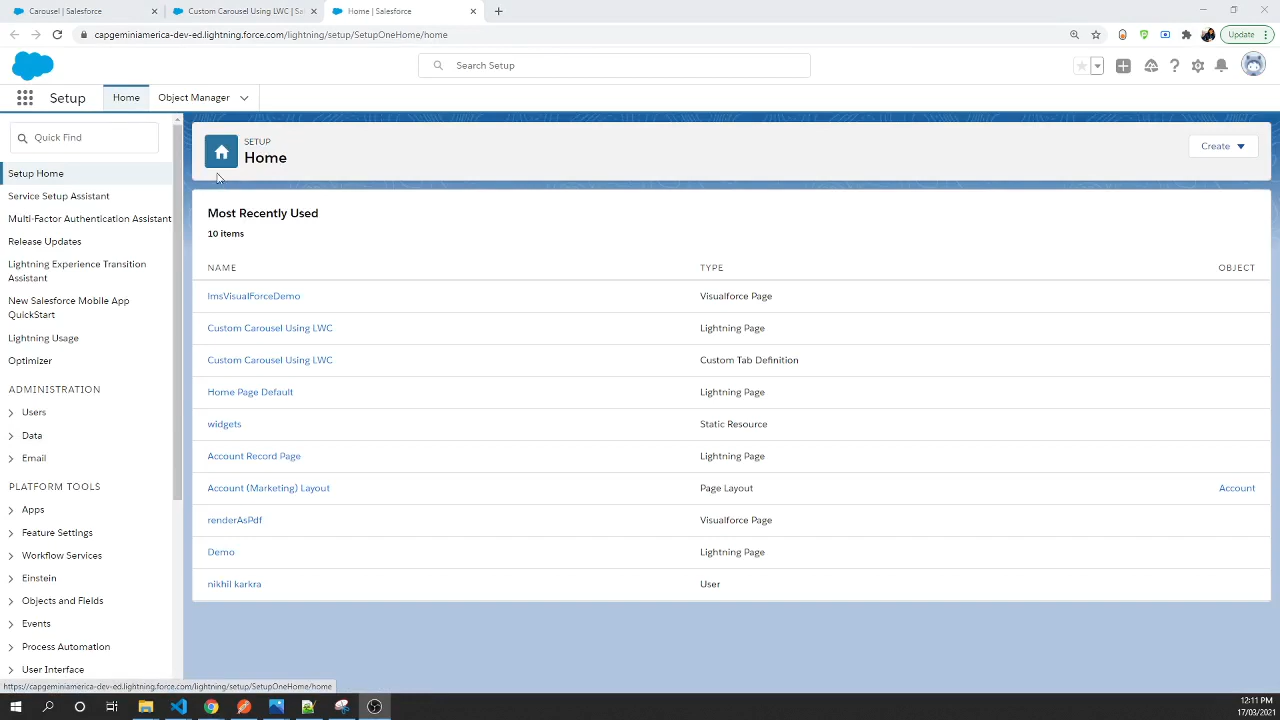 Carousel | Salesforce
Custom Carousel Using LWC | Sal
Home | Salesforce
capgeminiamerica-dev-ed.lightning.force.com/lightning/setup/SetupOneHome/home
Update
Search Setup
Setup
Home
Object Manager
Quick Find
Setup Home
Service Setup Assistant
Multi-Factor Authentication Assistant
Release Updates
Lightning Experience Transition
Assistant
New Salesforce Mobile App
QuickStart
Lightning Usage
Optimizer
ADMINISTRATION
Users
Data
Email
PLATFORM TOOLS
Apps
Feature Settings
Workflow Services
Einstein
Objects and Fields
Events
Process Automation
User Interface
SETUP
Home
Create
Most Recently Used
10 items
NAME TYPE OBJECT
lmsVisualForceDemo Visualforce Page
Custom Carousel Using LWC Lightning Page
Custom Carousel Using LWC Custom Tab Definition
Home Page Default Lightning Page
widgets Static Resource
Account Record Page Lightning Page
Account (Marketing) Layout Page Layout Account
renderAsPdf Visualforce Page
Demo Lightning Page
nikhil karkra User
https://capgeminiamerica-dev-ed.lightning.force.com/lightning/setup/SetupOneHome/home
12:11 PM
17/03/2021